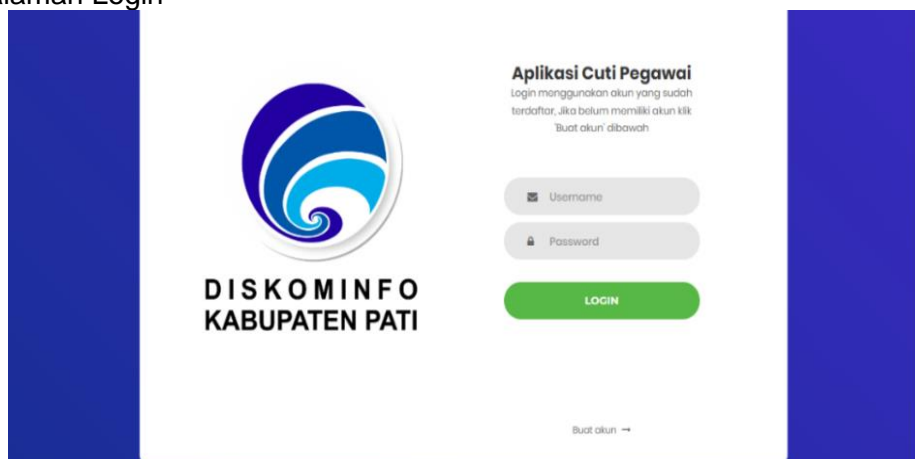 Login
Aplikasi Cuti Pegawai
Login menggunakan akun yang sudah
terdaftar, Jika belum memiliki akun klik
'Buat akun' dibawah
Username
Password
LOGIN
DISKOMINFO
KABUPATEN PATI
Buat akun →